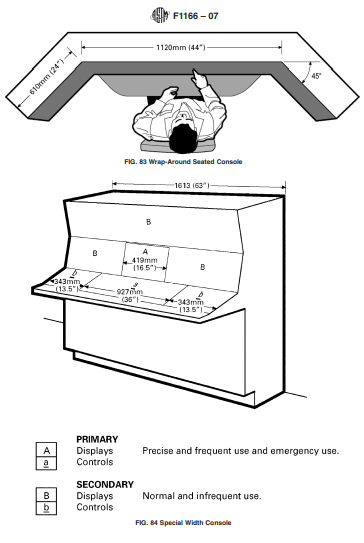 ASTM F1166 – 07
1120mm (44")
610mm (24")
45°
FIG. 83 Wrap-Around Seated Console
1613 (63")
B
A
B
419mm
(16.5")
B
b
343mm
(13.5")
a
927mm
(36")
b
343mm
(13.5")
PRIMARY
A Displays Precise and frequent use and emergency use.
a Controls
SECONDARY
B Displays Normal and infrequent use.
b Controls
FIG. 84 Special Width Console